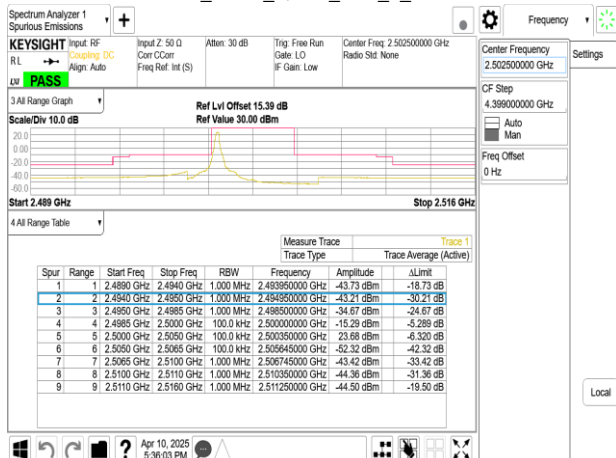 Spectrum Analyzer 1
Spurious Emissions
Frequency
KEYSIGHT Input: RF Input Z: 50 Ω Atten: 30 dB Trig: Free Run Center Freq: 2.502500000 GHz
RL Coupling: DC Corr CCorr Gate: LO Radio Std: None
Align: Auto Freq Ref: Int (S) IF Gain: Low
LXI PASS
Center Frequency
2.502500000 GHz
Settings
CF Step
4.399000000 GHz
Auto
Man
Freq Offset
0 Hz
3 All Range Graph
Ref Lvl Offset 15.39 dB
Scale/Div 10.0 dB Ref Value 30.00 dBm
20.0
0.00
-20.0
-40.0
-60.0
Start 2.489 GHz Stop 2.516 GHz
4 All Range Table
Measure Trace Trace 1
Trace Type Trace Average (Active)
Spur Range Start Freq Stop Freq RBW Frequency Amplitude ΔLimit
1 1 2.4890 GHz 2.4940 GHz 1.000 MHz 2.493950000 GHz -43.73 dBm -18.73 dB
2 2 2.4940 GHz 2.4950 GHz 1.000 MHz 2.494950000 GHz -43.21 dBm -30.21 dB
3 3 2.4950 GHz 2.4985 GHz 1.000 MHz 2.498500000 GHz -34.67 dBm -24.67 dB
4 4 2.4985 GHz 2.5000 GHz 100.0 kHz 2.500000000 GHz -15.29 dBm -5.289 dB
5 5 2.5000 GHz 2.5050 GHz 100.0 kHz 2.500350000 GHz 23.68 dBm -6.320 dB
6 6 2.5050 GHz 2.5065 GHz 100.0 kHz 2.505645000 GHz -52.32 dBm -42.32 dB
7 7 2.5065 GHz 2.5100 GHz 1.000 MHz 2.506745000 GHz -43.42 dBm -33.42 dB
8 8 2.5100 GHz 2.5110 GHz 1.000 MHz 2.510350000 GHz -44.36 dBm -31.36 dB
9 9 2.5110 GHz 2.5160 GHz 1.000 MHz 2.511250000 GHz -44.50 dBm -19.50 dB
Local
Apr 10, 2025
5:36:03 PM